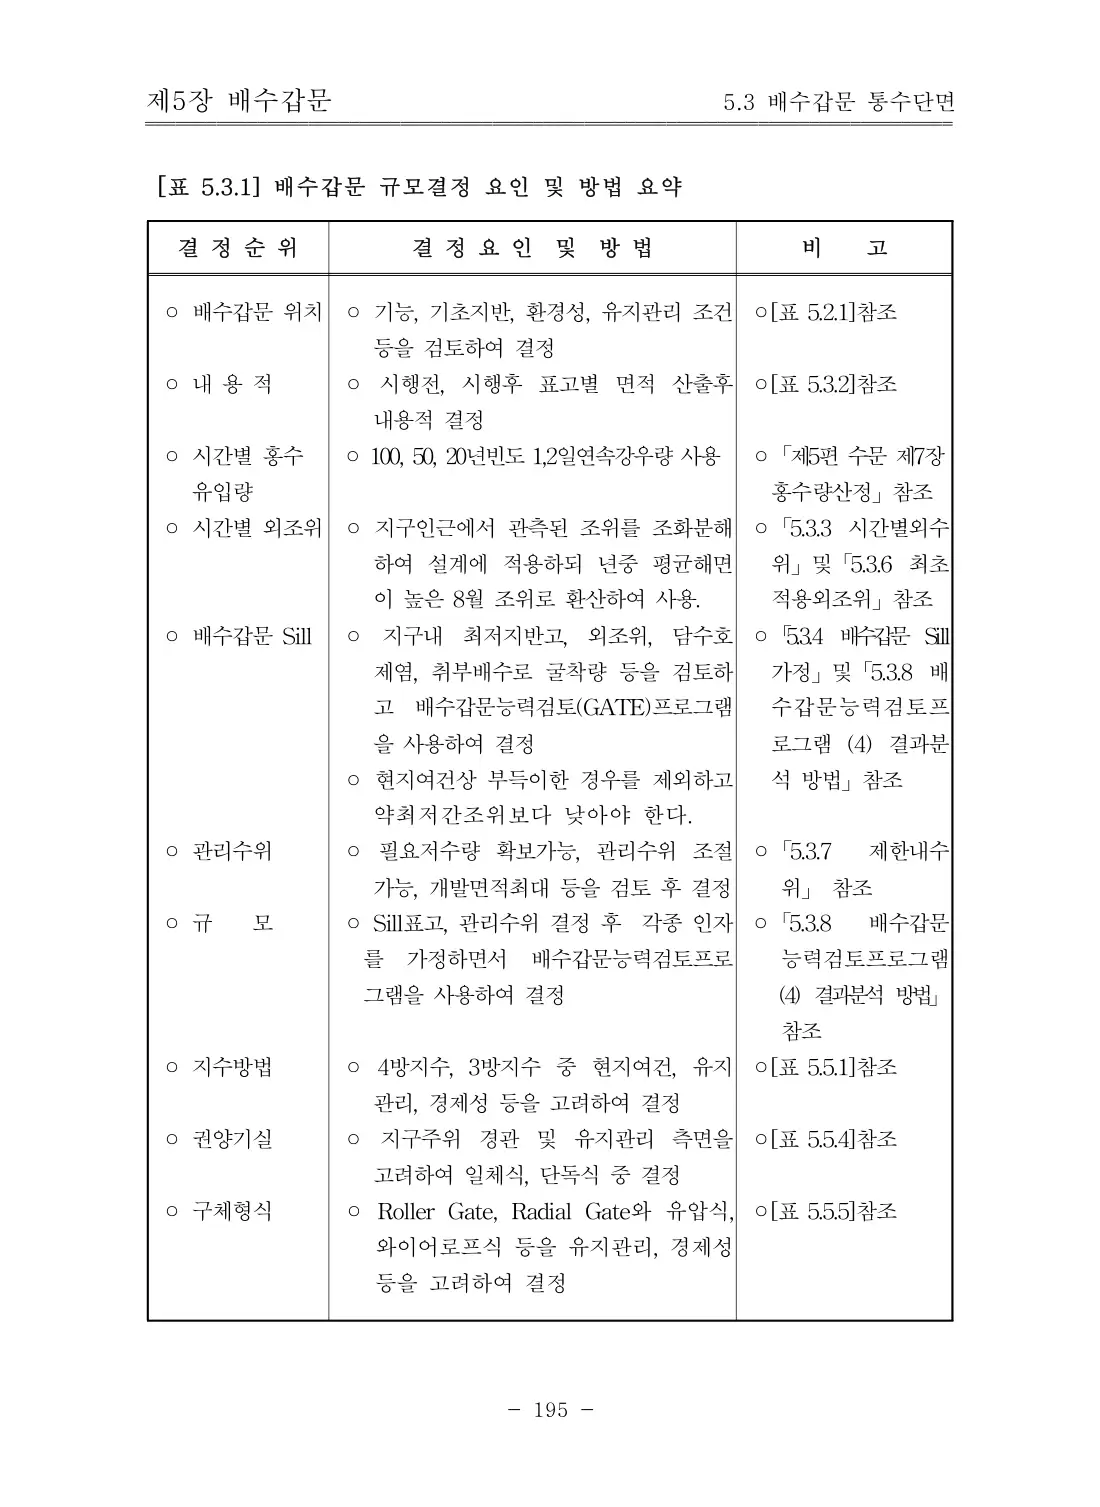 제5장 배수갑문
5.3 배수갑문 통수단면
[표 5.3.1] 배수갑문 규모결정 요인 및 방법 요약
결 정 순 위
결 정 요 인 및 방 법
비 고
○ 배수갑문 위치
○ 기능, 기초지반, 환경성, 유지관리 조건
등을 검토하여 결정
○[표 5.2.1]참조
○ 내 용 적
○ 시행전, 시행후 표고별 면적 산출후
내용적 결정
○[표 5.3.2]참조
○ 시간별 홍수
유입량
○ 100, 50, 20년빈도 1,2일연속강우량 사용
○「제5편 수문 제7장
홍수량산정」참조
○ 시간별 외조위
○ 지구인근에서 관측된 조위를 조화분해
하여 설계에 적용하되 년중 평균해면
이 높은 8월 조위로 환산하여 사용.
○「5.3.3 시간별외수
위」및「5.3.6 최초
적용외조위」참조
○ 배수갑문 Sill
○ 지구내 최저지반고, 외조위, 담수호
제염, 취부배수로 굴착량 등을 검토하
고 배수갑문능력검토(GATE)프로그램
을 사용하여 결정
○ 현지여건상 부득이한 경우를 제외하고
약최저간조위보다 낮아야 한다.
○「5.3.4 배수갑문 Sill
가정」및「5.3.8 배
수갑문능력검토프
로그램 (4) 결과분
석 방법」참조
○ 관리수위
○ 필요저수량 확보가능, 관리수위 조절
가능, 개발면적최대 등을 검토 후 결정
○「5.3.7 제한내수
위」 참조
○ 규 모
○ Sill표고, 관리수위 결정 후 각종 인자
를 가정하면서 배수갑문능력검토프로
그램을 사용하여 결정
○「5.3.8 배수갑문
능력검토프로그램
(4) 결과분석 방법」
참조
○ 지수방법
○ 4방지수, 3방지수 중 현지여건, 유지
관리, 경제성 등을 고려하여 결정
○[표 5.5.1]참조
○ 권양기실
○ 지구주위 경관 및 유지관리 측면을
고려하여 일체식, 단독식 중 결정
○[표 5.5.4]참조
○ 구체형식
○ Roller Gate, Radial Gate와 유압식,
와이어로프식 등을 유지관리, 경제성
등을 고려하여 결정
○[표 5.5.5]참조
- 195 -